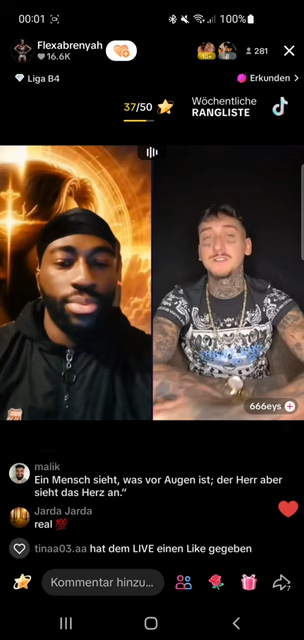 00:01
100%
Flexabrenyah
16.6K
10+
281
Liga B4
Erkunden >
37/50
Wöchentliche
RANGLISTE
666eys
malik
Ein Mensch sieht, was vor Augen ist; der Herr aber
sieht das Herz an.“
Jarda Jarda
real 💯
tinaa03.aa hat dem LIVE einen Like gegeben
Kommentar hinzu...